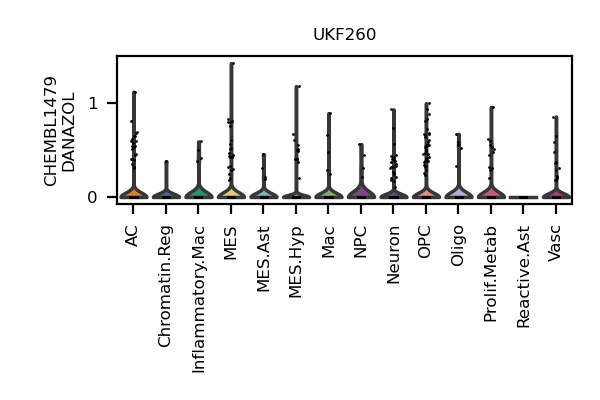 UKF260
CHEMBL1479
DANAZOL
1
0
AC
Chromatin.Reg
Inflammatory.Mac
MES
MES.Ast
MES.Hyp
Mac
NPC
Neuron
OPC
Oligo
Prolif.Metab
Reactive.Ast
Vasc